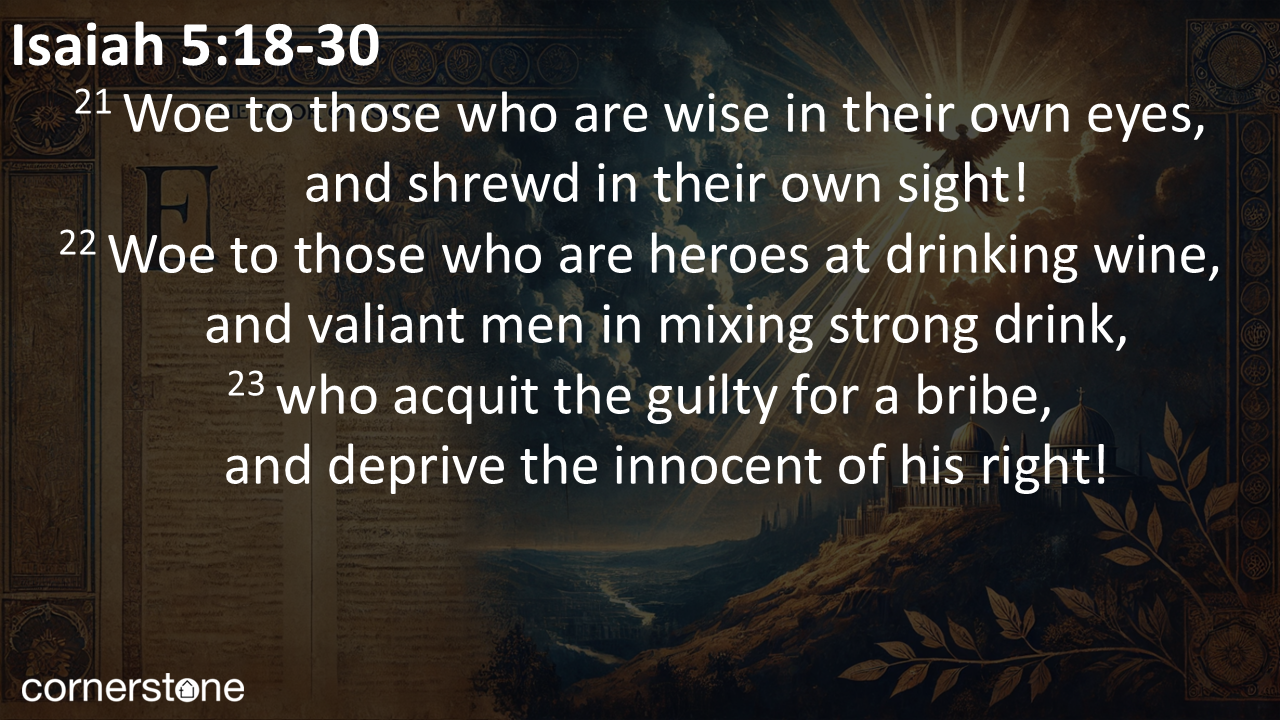 Isaiah 5:18-30
21 Woe to those who are wise in their own eyes,
and shrewd in their own sight!
22 Woe to those who are heroes at drinking wine,
and valiant men in mixing strong drink,
23 who acquit the guilty for a bribe,
and deprive the innocent of his right!
cornerstone